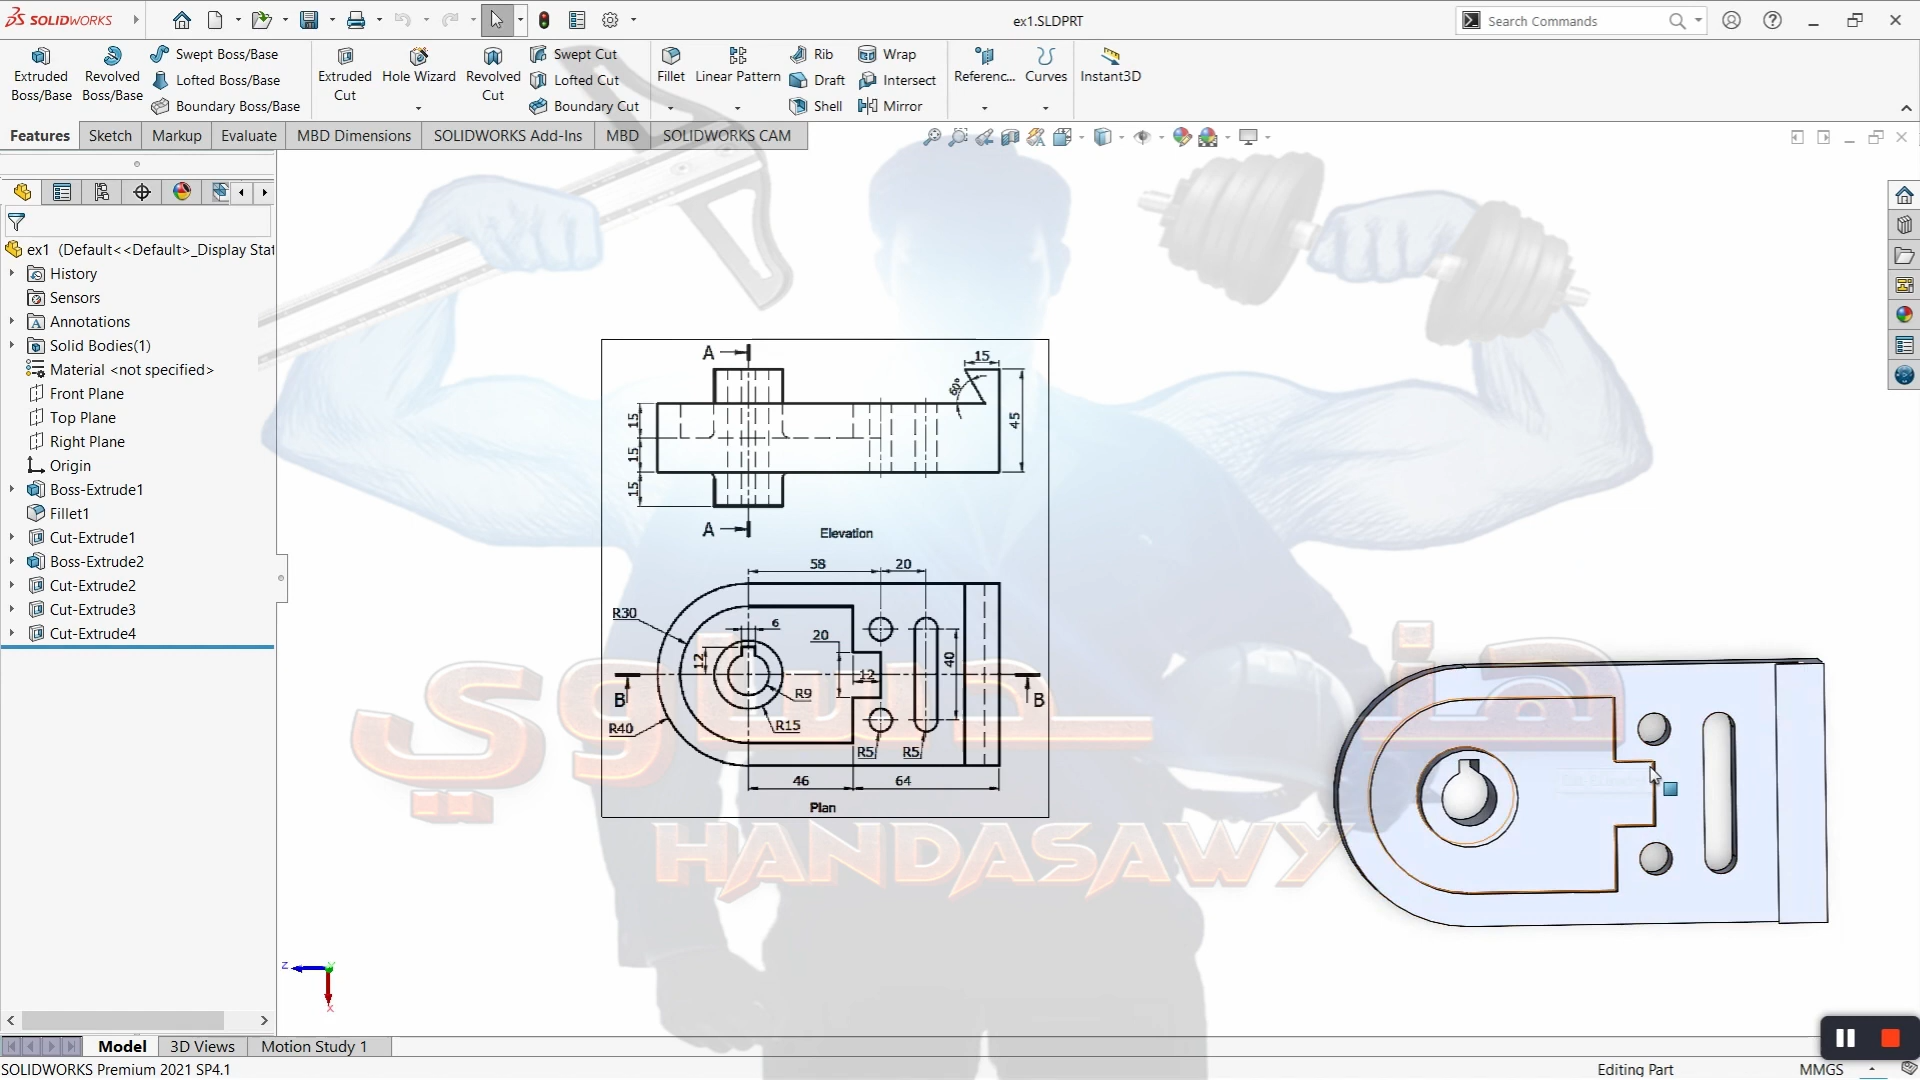 SOLIDWORKS
ex1.SLDPRT
Search Commands
Extruded Boss/Base
Revolved Boss/Base
Swept Boss/Base
Lofted Boss/Base
Boundary Boss/Base
Extruded Cut
Hole Wizard
Revolved Cut
Swept Cut
Lofted Cut
Boundary Cut
Fillet
Linear Pattern
Rib
Draft
Shell
Wrap
Intersect
Mirror
Referenc...
Curves
Instant3D
Features
Sketch
Markup
Evaluate
MBD Dimensions
SOLIDWORKS Add-Ins
MBD
SOLIDWORKS CAM
ex1 (Default<<Default>_Display Stat
History
Sensors
Annotations
Solid Bodies(1)
Material <not specified>
Front Plane
Top Plane
Right Plane
Origin
Boss-Extrude1
Fillet1
Cut-Extrude1
Boss-Extrude2
Cut-Extrude2
Cut-Extrude3
Cut-Extrude4
A
15
60°
15
45
15
15
A
Elevation
58
20
R30
6
20
12
40
12
B
R9
B
R40
R15
R5
R5
46
64
Plan
هندساوي
HANDASAWY
Z
Y
X
Model
3D Views
Motion Study 1
SOLIDWORKS Premium 2021 SP4.1
Editing Part
MMGS